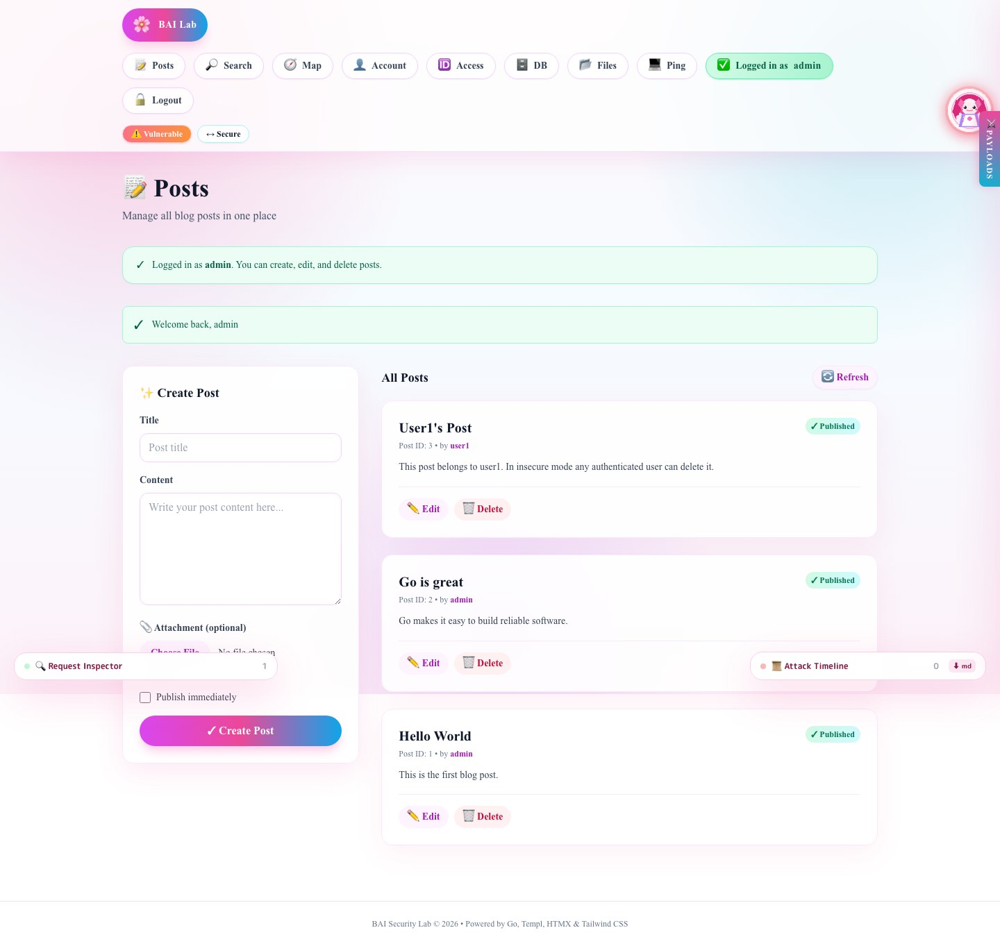 BAI Lab
Posts
Search
Map
Account
Access
DB
Files
Ping
Logged in as admin
Logout
Vulnerable
↔ Secure
PAYLOADS
Posts
Manage all blog posts in one place
✓ Logged in as admin. You can create, edit, and delete posts.
✓ Welcome back, admin
Create Post
Title
Post title
Content
Write your post content here...
Attachment (optional)
Choose File No file chosen
Request Inspector 1
Publish immediately
✓ Create Post
All Posts
Refresh
User1's Post
✓ Published
Post ID: 3 • by user1
This post belongs to user1. In insecure mode any authenticated user can delete it.
Edit
Delete
Go is great
✓ Published
Post ID: 2 • by admin
Go makes it easy to build reliable software.
Edit
Delete
Attack Timeline 0 ⬇ md
Hello World
✓ Published
Post ID: 1 • by admin
This is the first blog post.
Edit
Delete
BAI Security Lab © 2026 • Powered by Go, Templ, HTMX & Tailwind CSS